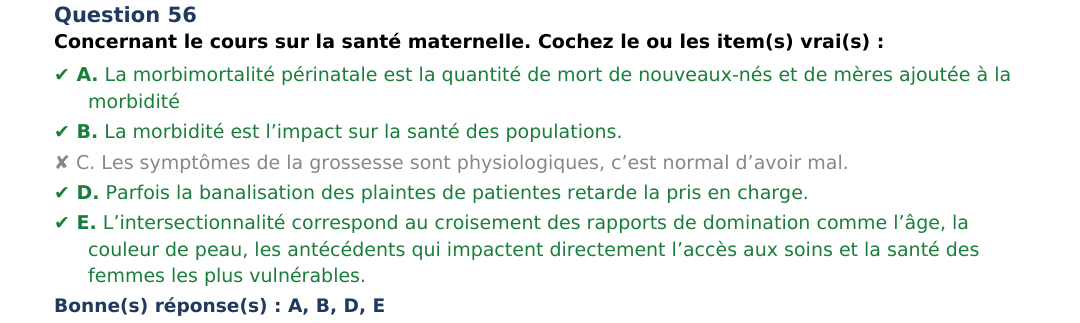 Question 56
Concernant le cours sur la santé maternelle. Cochez le ou les item(s) vrai(s) :
✔ A. La morbimortalité périnatale est la quantité de mort de nouveaux-nés et de mères ajoutée à la
morbidité
✔ B. La morbidité est l’impact sur la santé des populations.
✘ C. Les symptômes de la grossesse sont physiologiques, c’est normal d’avoir mal.
✔ D. Parfois la banalisation des plaintes de patientes retarde la pris en charge.
✔ E. L’intersectionnalité correspond au croisement des rapports de domination comme l’âge, la
couleur de peau, les antécédents qui impactent directement l’accès aux soins et la santé des
femmes les plus vulnérables.
Bonne(s) réponse(s) : A, B, D, E